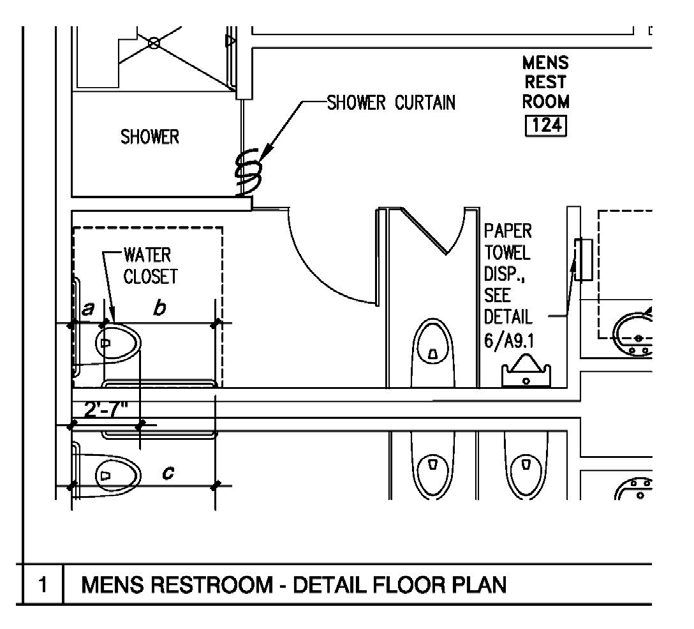 MENS
REST
ROOM
124
SHOWER CURTAIN
SHOWER
PAPER
TOWEL
DISP.,
SEE
DETAIL
6/A9.1
WATER
CLOSET
a
b
2'-7"
c
1 MENS RESTROOM - DETAIL FLOOR PLAN